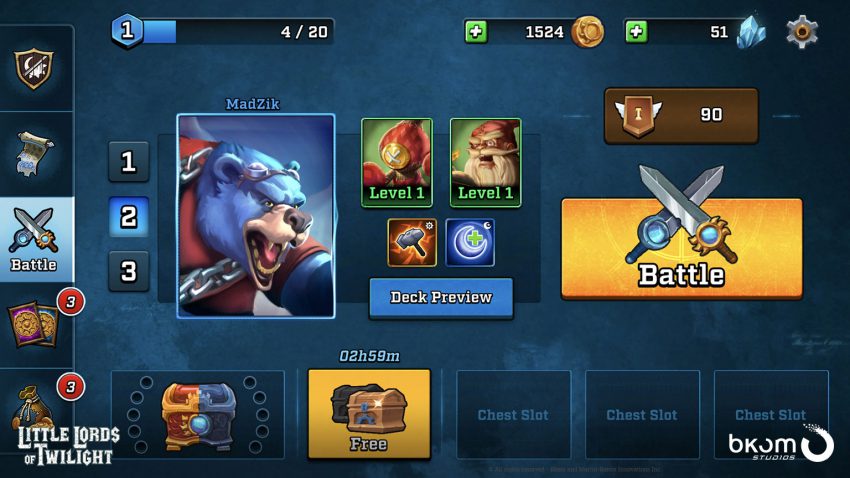 1
4 / 20
1524
51
MadZik
1
2
3
Level 1
Level 1
I
90
Battle
Battle
Deck Preview
3
3
02h59m
Free
Chest Slot
Chest Slot
Chest Slot
LITTLE LORDS
OF TWILIGHT
bkom
STUDIOS